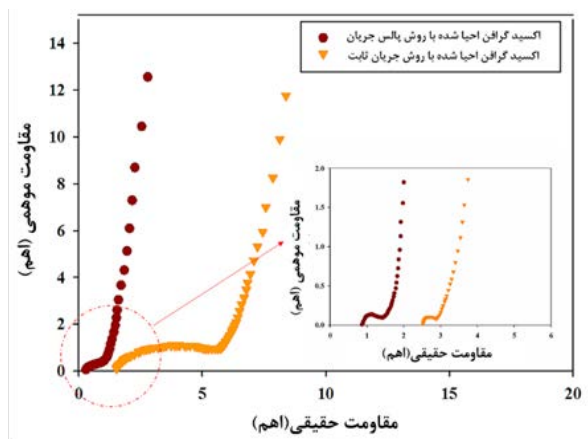 اکسید گرافن احیا شده با روش پالس جریان
اکسید گرافن احیا شده با روش جریان ثابت
14
12
10
8
6
4
2
0
مقاومت موهمی (اهم)
0 5 10 15 20
مقاومت حقیقی(اهم)
2.0
1.5
1.0
0.5
0.0
مقاومت موهمی (اهم)
0 1 2 3 4 5 6
مقاومت حقیقی(اهم)